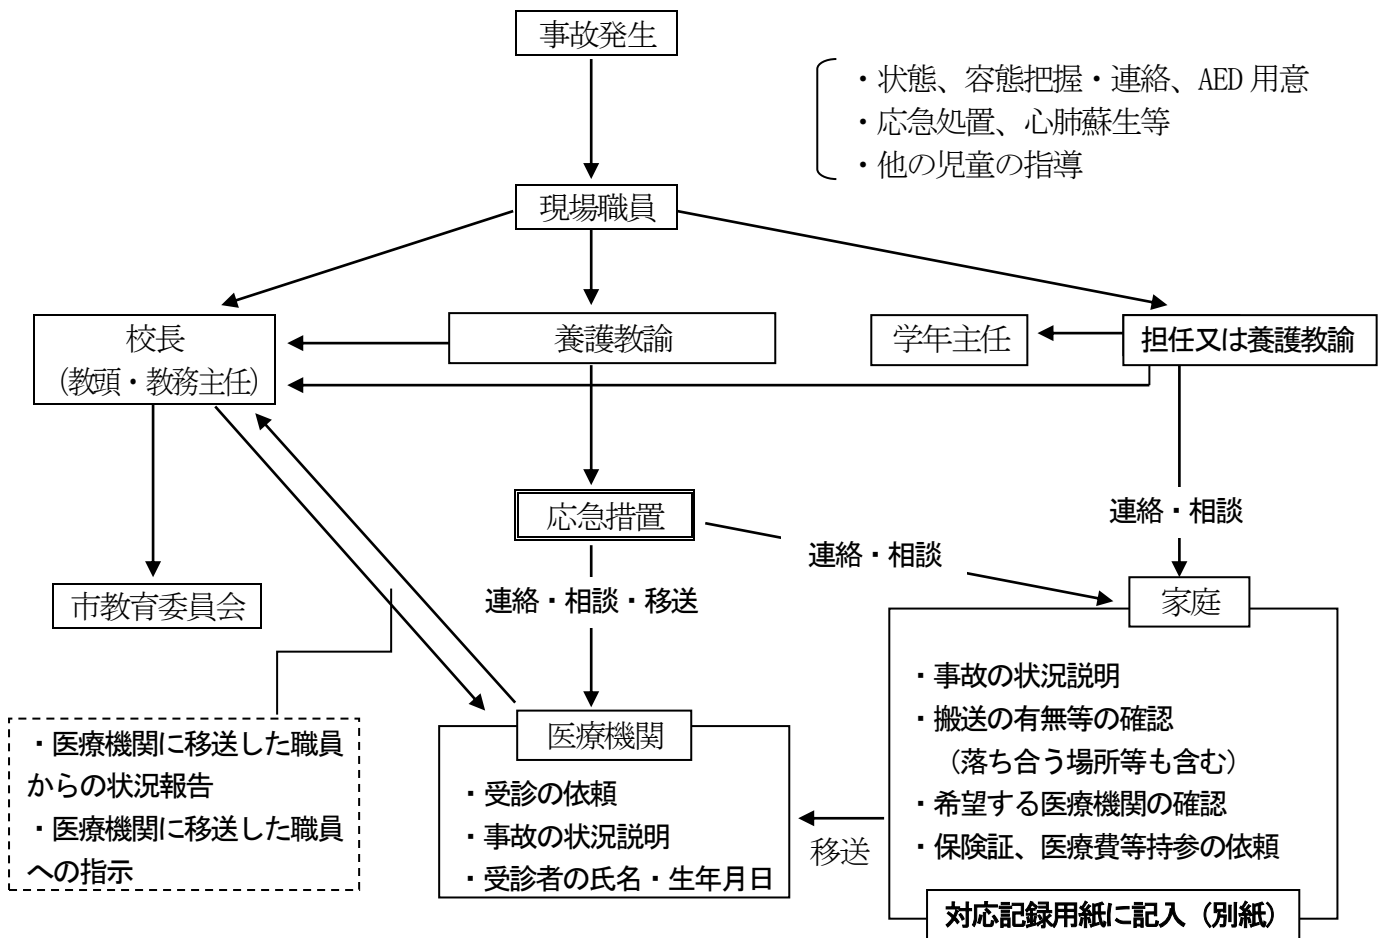 事故発生
・状態、容態把握・連絡、AED 用意
・応急処置、心肺蘇生等
・他の児童の指導
現場職員
校長
（教頭・教務主任）
養護教諭
学年主任
担任又は養護教諭
応急措置
連絡・相談
連絡・相談
市教育委員会
連絡・相談・移送
家庭
・事故の状況説明
・搬送の有無等の確認
（落ち合う場所等も含む）
・希望する医療機関の確認
・保険証、医療費等持参の依頼
対応記録用紙に記入（別紙）
移送
医療機関
・受診の依頼
・事故の状況説明
・受診者の氏名・生年月日
・医療機関に移送した職員
からの状況報告
・医療機関に移送した職員
への指示